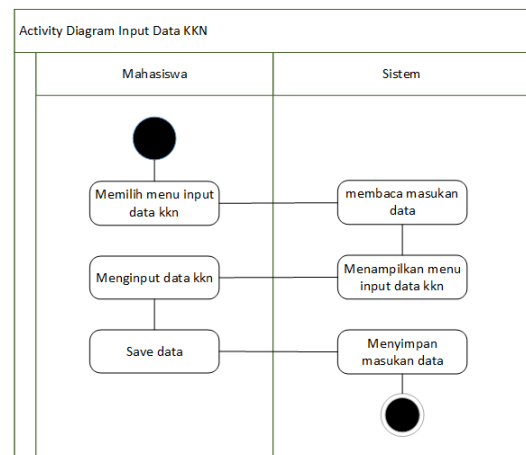 Activity Diagram Input Data KKN
Mahasiswa
Sistem
Memilih menu input
data kkn
membaca masukan
data
Menginput data kkn
Menampilkan menu
input data kkn
Save data
Menyimpan
masukan data